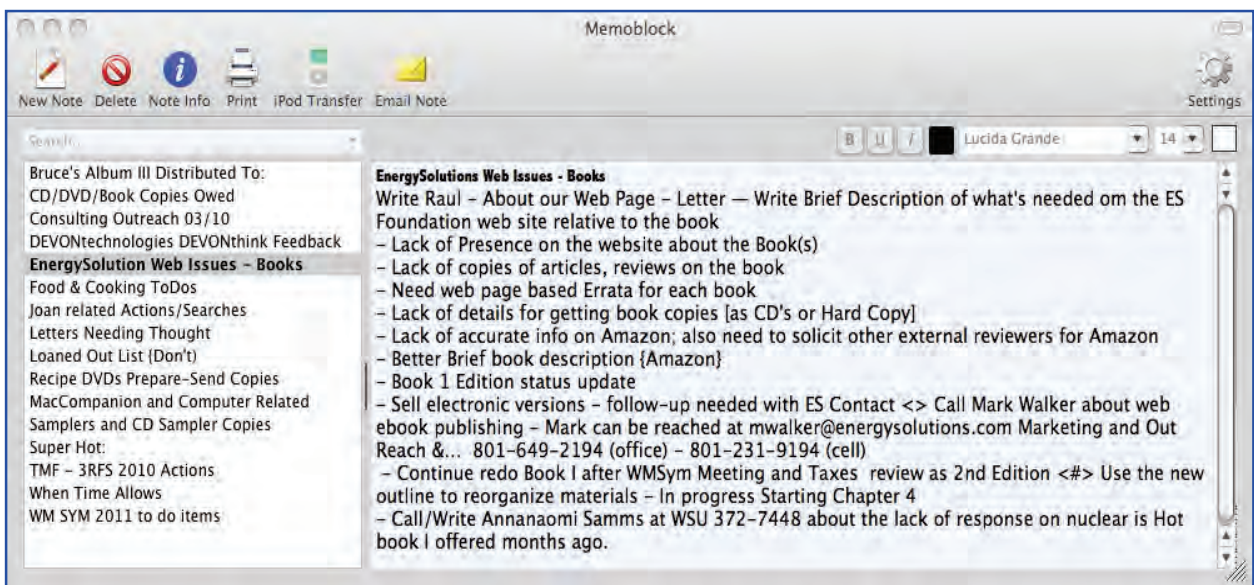 Memoblock
New Note Delete Note Info Print iPod Transfer Email Note Settings
Search...
B U I Lucida Grande 14
Bruce's Album III Distributed To:
CD/DVD/Book Copies Owed
Consulting Outreach 03/10
DEVONtechnologies DEVONthink Feedback
EnergySolution Web Issues – Books
Food & Cooking ToDos
Joan related Actions/Searches
Letters Needing Thought
Loaned Out List {Don't)
Recipe DVDs Prepare-Send Copies
MacCompanion and Computer Related
Samplers and CD Sampler Copies
Super Hot:
TMF – 3RFS 2010 Actions
When Time Allows
WM SYM 2011 to do items
EnergySolutions Web Issues - Books
Write Raul – About our Web Page – Letter — Write Brief Description of what's needed om the ES
Foundation web site relative to the book
– Lack of Presence on the website about the Book(s)
– Lack of copies of articles, reviews on the book
– Need web page based Errata for each book
– Lack of details for getting book copies [as CD's or Hard Copy]
– Lack of accurate info on Amazon; also need to solicit other external reviewers for Amazon
– Better Brief book description {Amazon}
– Book 1 Edition status update
– Sell electronic versions – follow-up needed with ES Contact <> Call Mark Walker about web
ebook publishing – Mark can be reached at mwalker@energysolutions.com Marketing and Out
Reach &... 801-649-2194 (office) – 801-231-9194 (cell)
– Continue redo Book I after WMSym Meeting and Taxes review as 2nd Edition <#> Use the new
outline to reorganize materials – In progress Starting Chapter 4
– Call/Write Annanaomi Samms at WSU 372-7448 about the lack of response on nuclear is Hot
book I offered months ago.